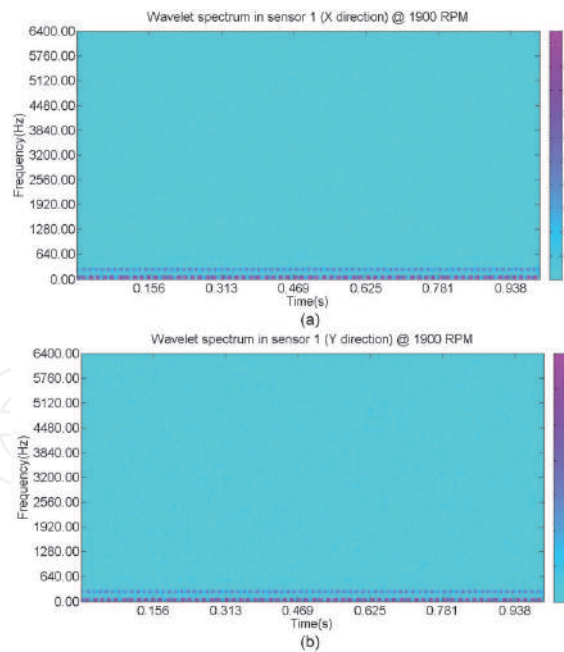 Wavelet spectrum in sensor 1 (X direction) @ 1900 RPM
6400.00
5760.00
5120.00
4480.00
3840.00
3200.00
2560.00
1920.00
1280.00
640.00
0.00
Frequency(Hz)
0.156 0.313 0.469 0.625 0.781 0.938
Time(s)
(a)
Wavelet spectrum in sensor 1 (Y direction) @ 1900 RPM
6400.00
5760.00
5120.00
4480.00
3840.00
3200.00
2560.00
1920.00
1280.00
640.00
0.00
Frequency(Hz)
0.156 0.313 0.469 0.625 0.781 0.938
Time(s)
(b)